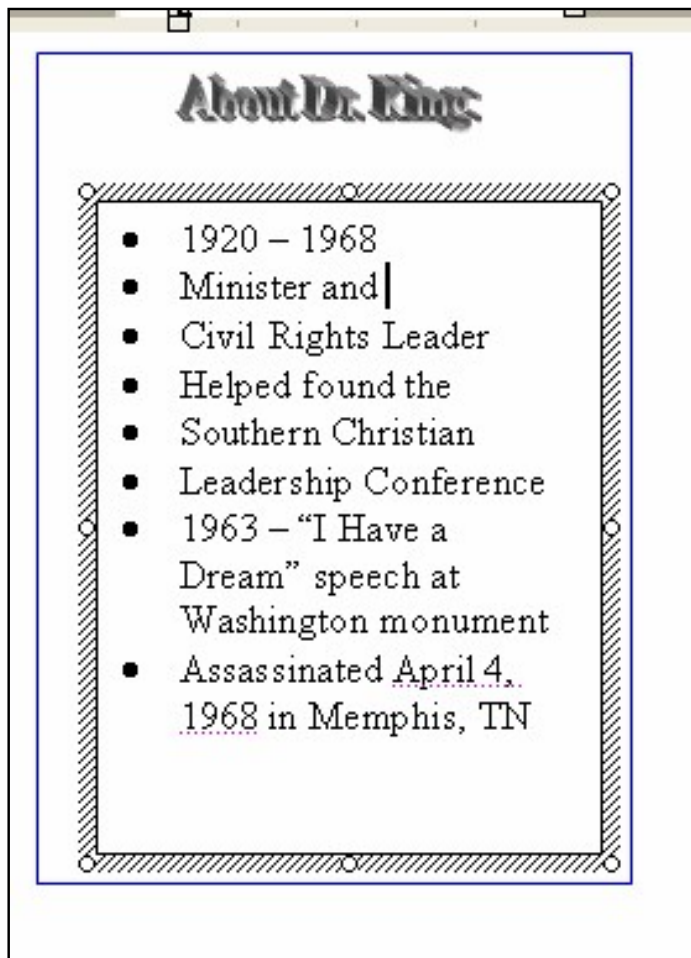 About Dr. King:
• 1920 – 1968
• Minister and
• Civil Rights Leader
• Helped found the
• Southern Christian
• Leadership Conference
• 1963 – “I Have a
Dream” speech at
Washington monument
• Assassinated April 4,
1968 in Memphis, TN